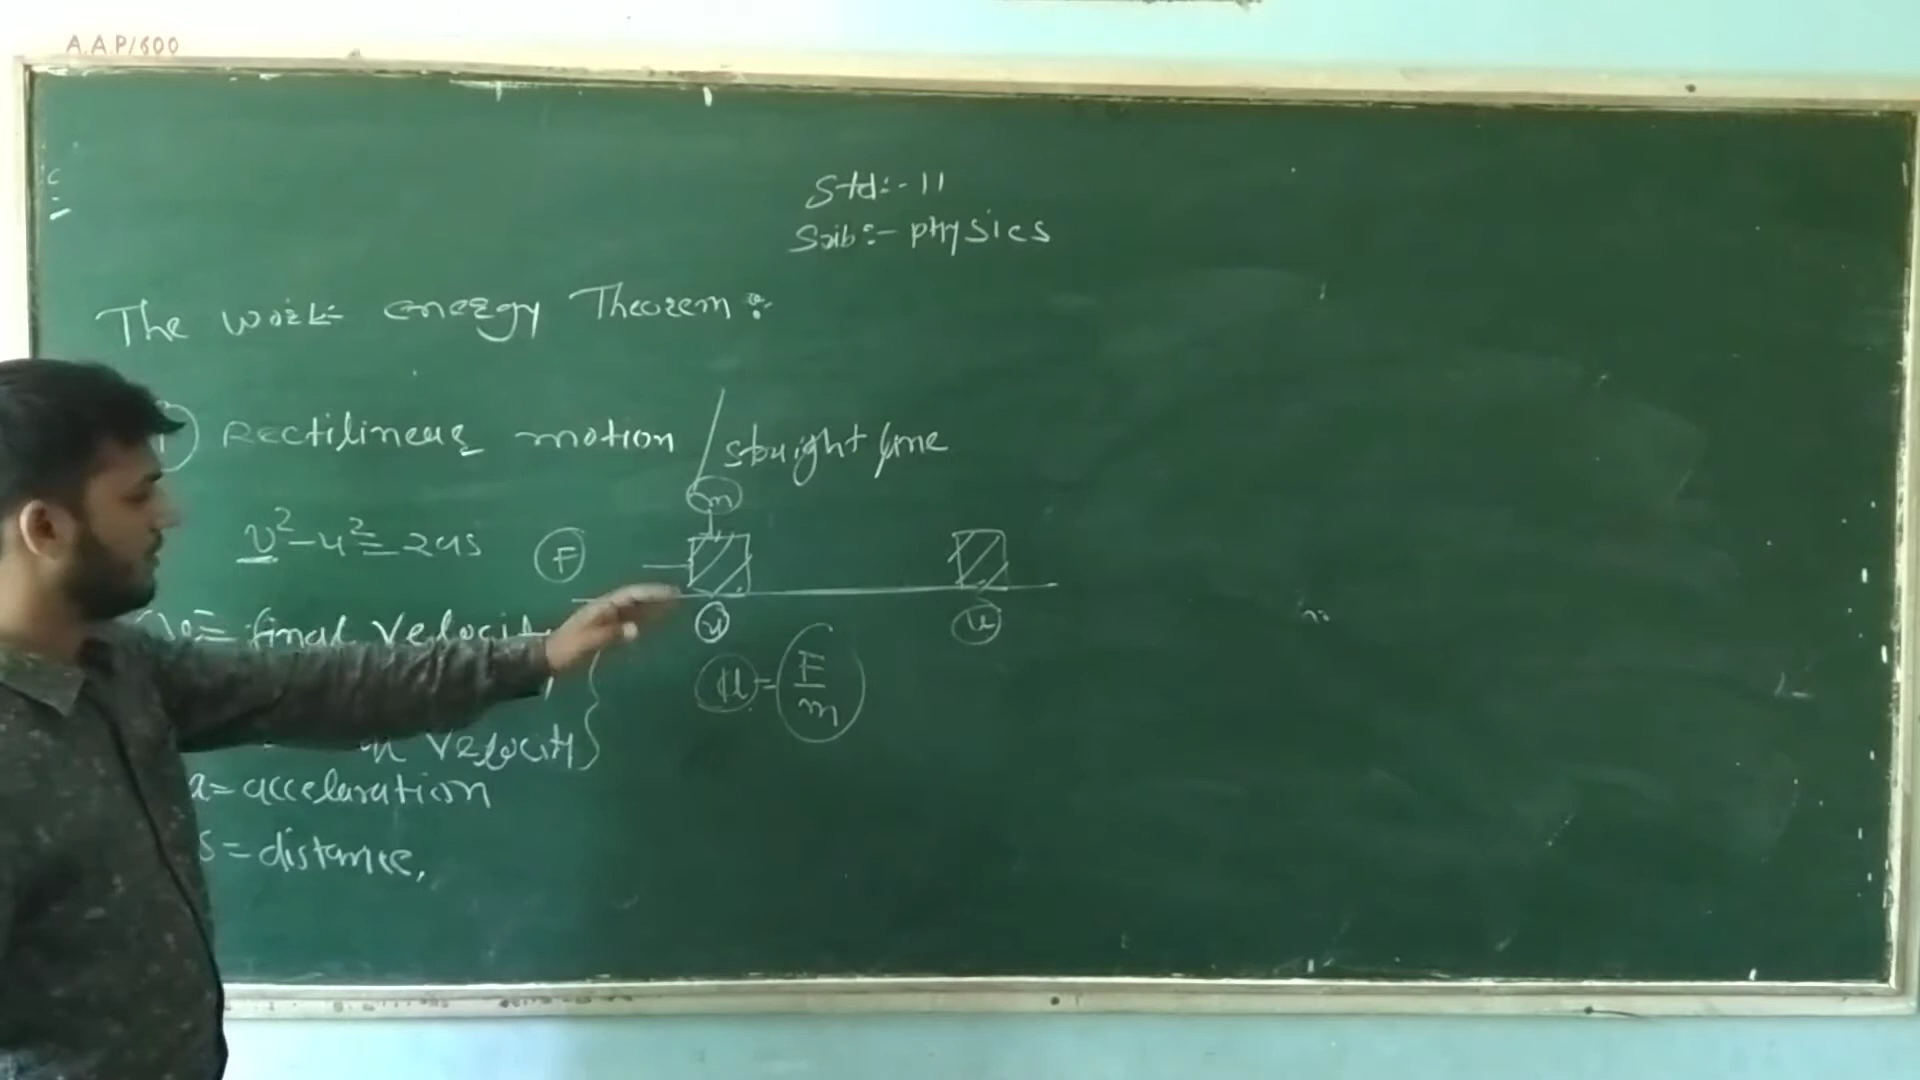 A.A.P/600
Std:- 11
Sub:- physics
The work energy Theorem :
1 Rectilinear motion / straight line
m
v²-u²=2as
F
v = final velocity
u
u
velocity
a = F/m
a= acceleration
s = distance,